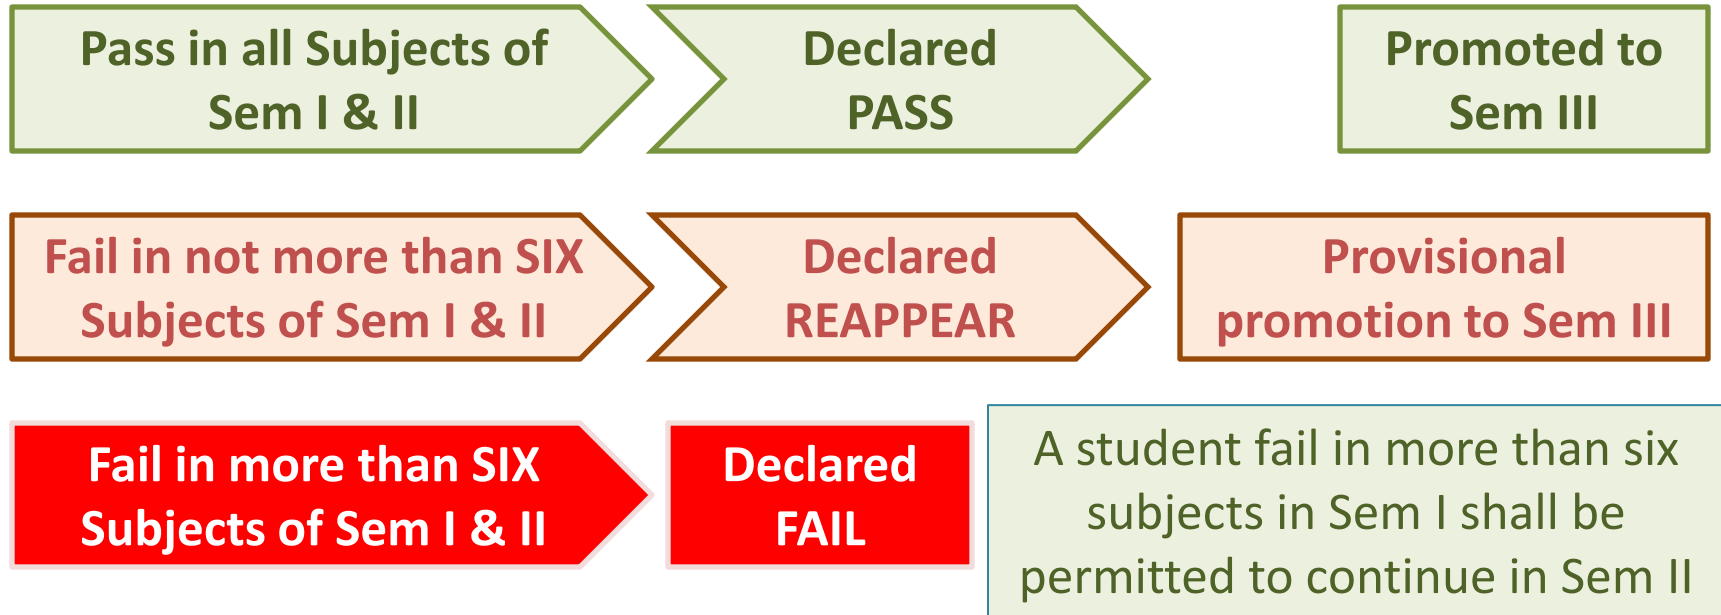 Pass in all Subjects of
Sem I & II
Declared
PASS
Promoted to
Sem III
Fail in not more than SIX
Subjects of Sem I & II
Declared
REAPPEAR
Provisional
promotion to Sem III
Fail in more than SIX
Subjects of Sem I & II
Declared
FAIL
A student fail in more than six
subjects in Sem I shall be
permitted to continue in Sem II